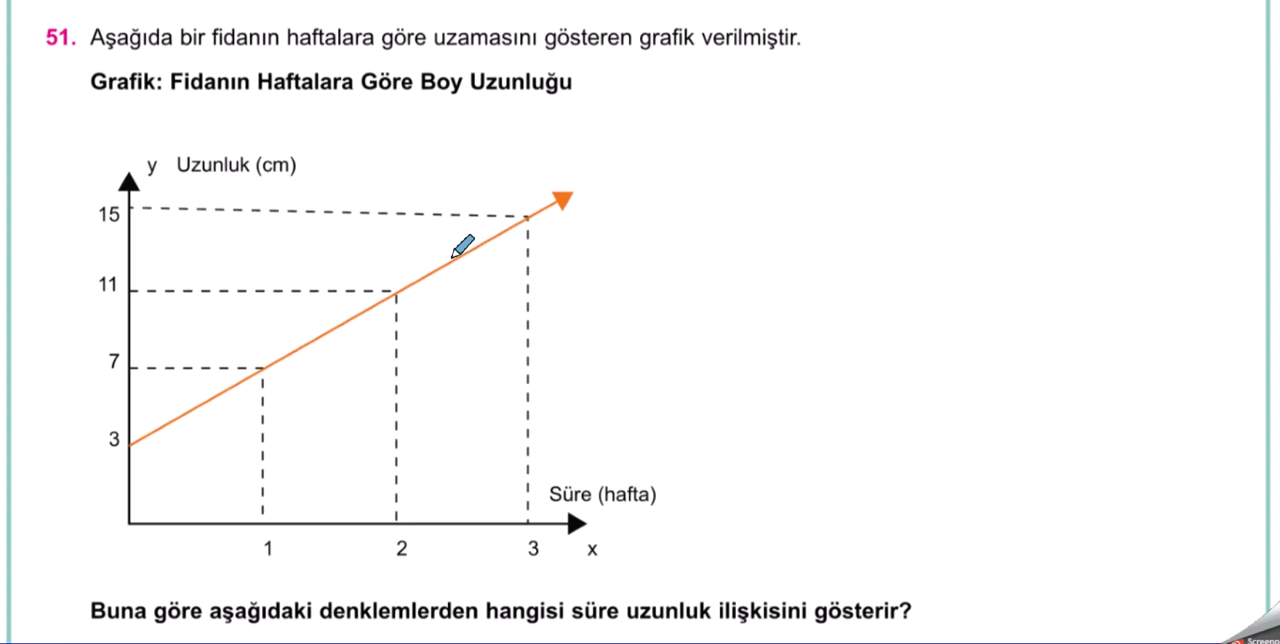 51. Aşağıda bir fidanın haftalara göre uzamasını gösteren grafik verilmiştir.
Grafik: Fidanın Haftalara Göre Boy Uzunluğu
y Uzunluk (cm)
15
11
7
3
Süre (hafta)
1 2 3 x
Buna göre aşağıdaki denklemlerden hangisi süre uzunluk ilişkisini gösterir?